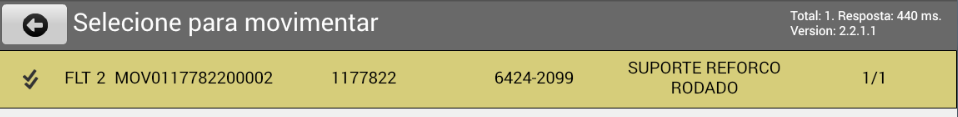 Selecione para movimentar
Total: 1. Resposta: 440 ms.
Version: 2.2.1.1
FLT 2 MOV0117782200002 1177822 6424-2099 SUPORTE REFORCO RODADO 1/1